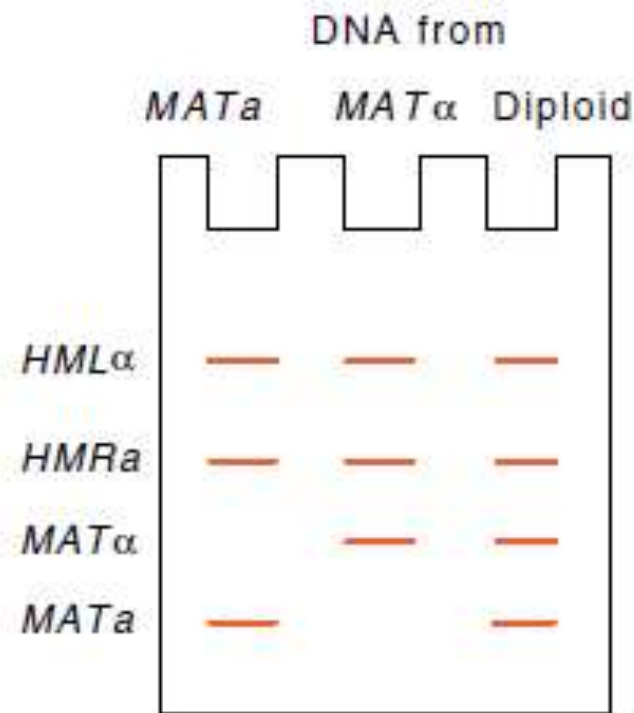 DNA from
MATa MATα Diploid
HMLα
HMRa
MATα
MATa